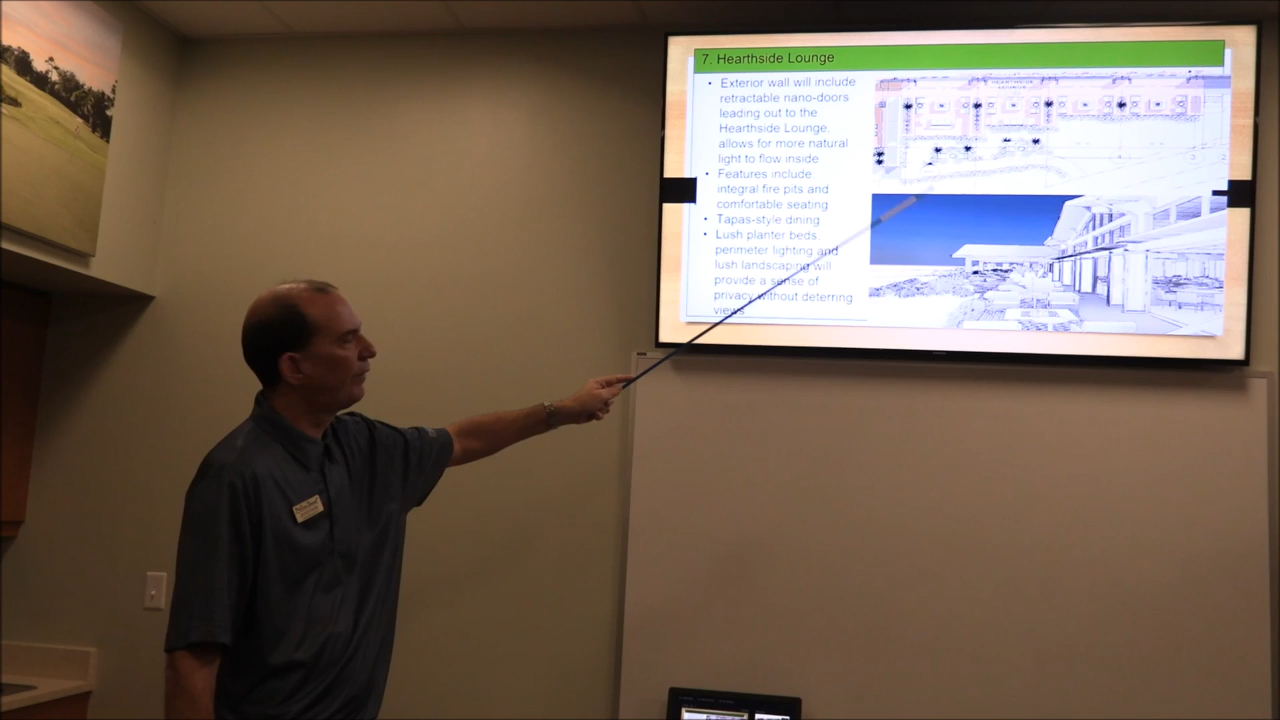 7. Hearthside Lounge
• Exterior wall will include
retractable nano-doors
leading out to the
Hearthside Lounge,
allows for more natural
light to flow inside
• Features include
integral fire pits and
comfortable seating
• Tapas-style dining
• Lush planter beds,
perimeter lighting and
lush landscaping will
provide a sense of
privacy without deterring
views
HEARTHSIDE
LOUNGE